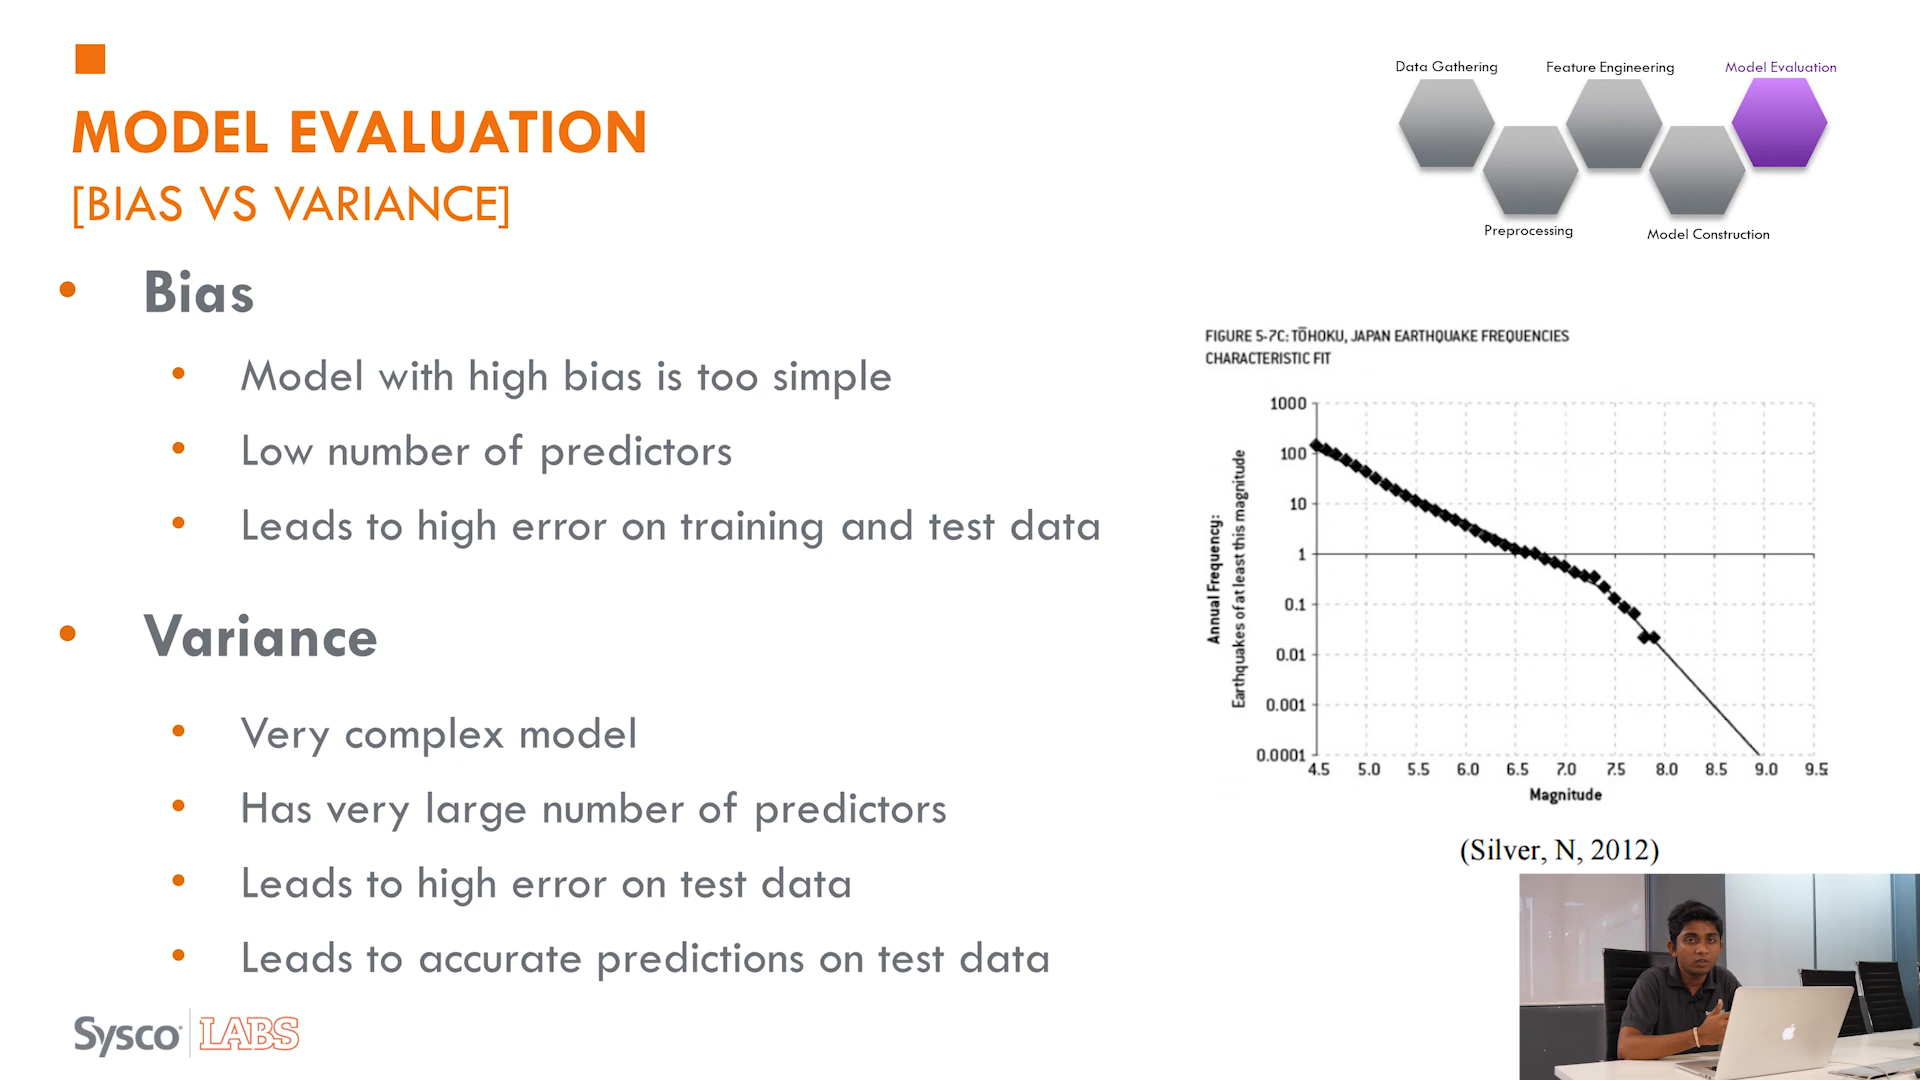 MODEL EVALUATION
[BIAS VS VARIANCE]
Data Gathering
Feature Engineering
Model Evaluation
Preprocessing
Model Construction
• Bias
• Model with high bias is too simple
• Low number of predictors
• Leads to high error on training and test data
• Variance
• Very complex model
• Has very large number of predictors
• Leads to high error on test data
• Leads to accurate predictions on test data
FIGURE 5-7C: TŌHOKU, JAPAN EARTHQUAKE FREQUENCIES
CHARACTERISTIC FIT
Annual Frequency:
Earthquakes of at least this magnitude
1000
100
10
1
0.1
0.01
0.001
0.0001
4.5 5.0 5.5 6.0 6.5 7.0 7.5 8.0 8.5 9.0 9.5
Magnitude
(Silver, N, 2012)
Sysco LABS